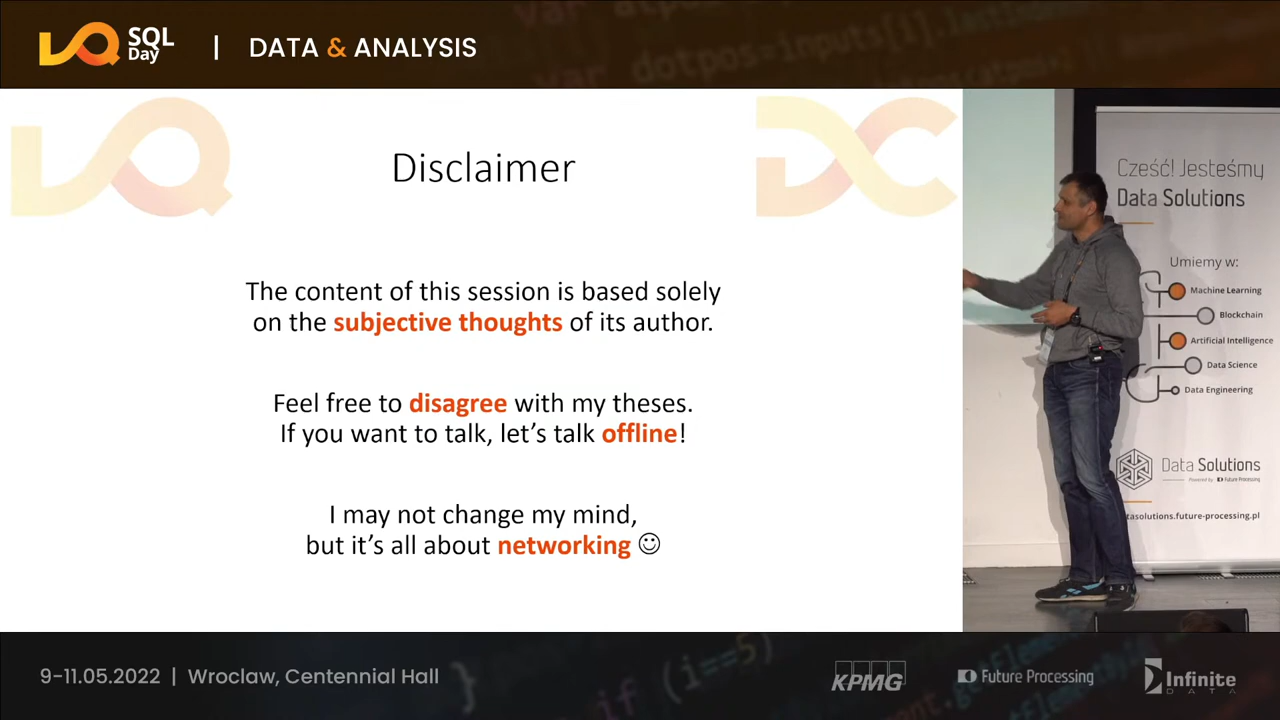 SQL
Day
| DATA & ANALYSIS
Disclaimer
The content of this session is based solely
on the subjective thoughts of its author.
Feel free to disagree with my theses.
If you want to talk, let's talk offline!
I may not change my mind,
but it's all about networking ☺
Cześć! Jesteśmy
Data Solutions
Umiemy w:
Machine Learning
Blockchain
Artificial Intelligence
Data Science
Data Engineering
Data Solutions
Powered by Future Processing
tasolutions.future-processing.pl
9-11.05.2022 | Wroclaw, Centennial Hall
KPMG
Future Processing
Infinite
DATA